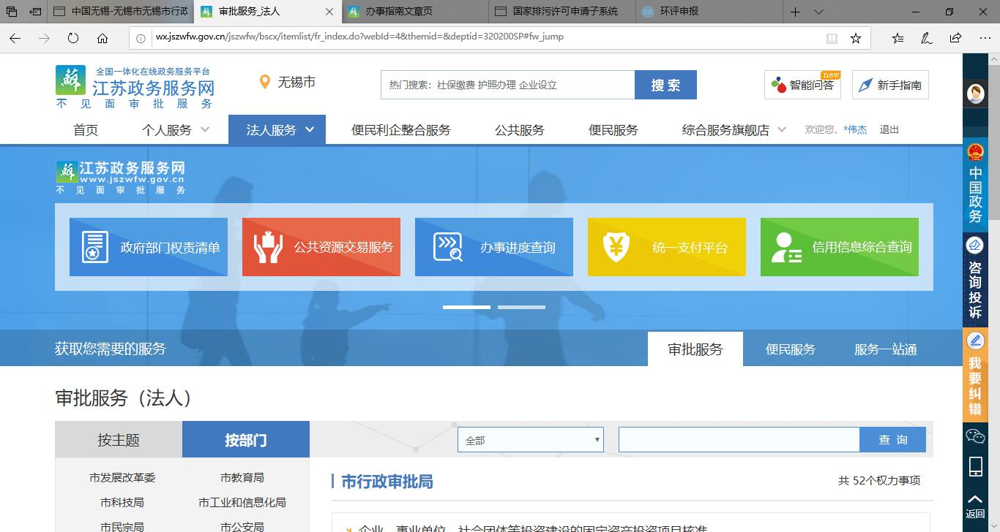 中国无锡-无锡市无锡市行政
审批服务_法人
办事指南文章页
国家排污许可申请子系统
环评申报
wx.jszwfw.gov.cn/jszwfw/bscx/itemlist/fr_index.do?webId=4&themid=&deptid=320200SP#fw_jump
蘇
全国一体化在线政务服务平台
江苏政务服务网
不见面审批服务
无锡市
热门搜索：社保缴费 护照办理 企业设立
搜 索
智能问答
new
新手指南
首页
个人服务
法人服务
便民利企整合服务
公共服务
便民服务
综合服务旗舰店
欢迎您，*伟杰
退出
蘇
江苏政务服务网
www.jszwfw.gov.cn
不见面审批服务
政府部门权责清单
公共资源交易服务
办事进度查询
¥
统一支付平台
信用信息综合查询
获取您需要的服务
审批服务
便民服务
服务一站通
审批服务（法人）
按主题
按部门
全部
查 询
市发展改革委
市教育局
市科技局
市工业和信息化局
市民宗局
市公安局
市行政审批局
共 52个权力事项
企业、事业单位、社会团体等投资建设的固定资产投资项目核准
中国政务
咨询投诉
我要纠错
返回